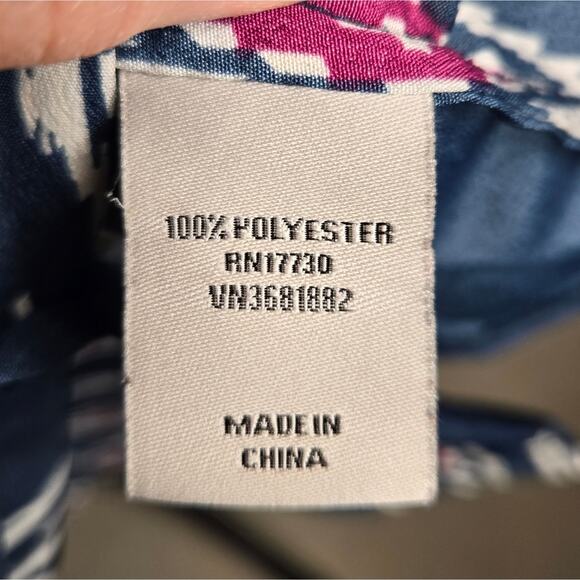 100% POLYESTER
RN17730
VN3681882
MADE IN
CHINA